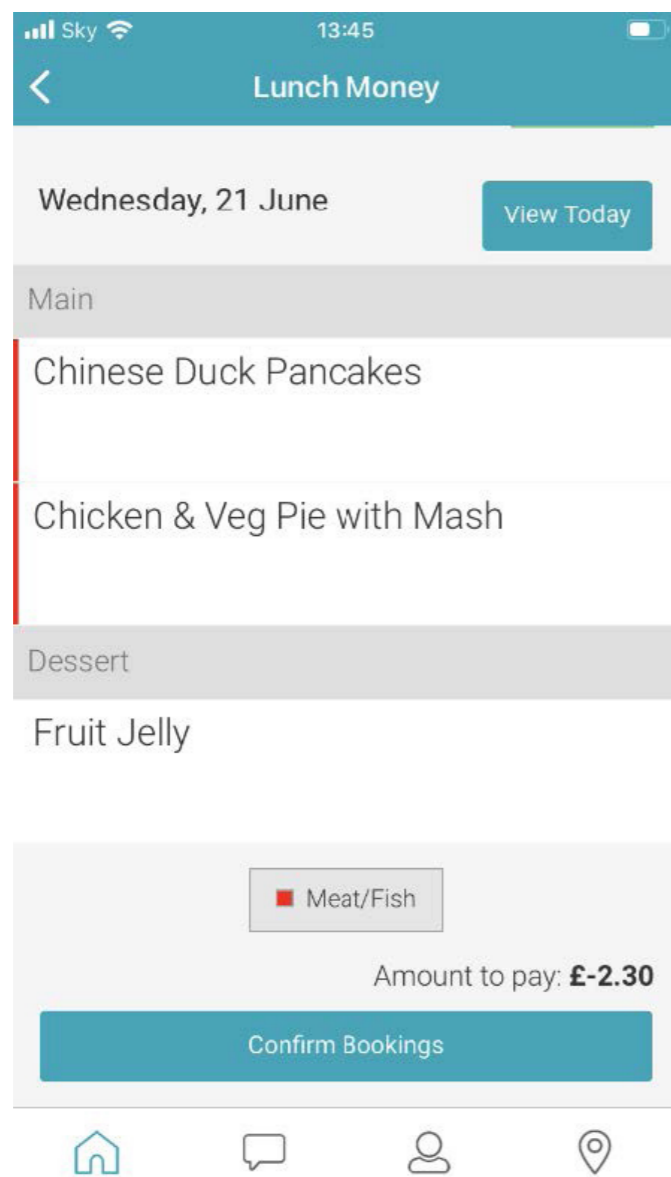 Sky 13:45
Lunch Money
Wednesday, 21 June
View Today
Main
Chinese Duck Pancakes
Chicken & Veg Pie with Mash
Dessert
Fruit Jelly
Meat/Fish
Amount to pay: £-2.30
Confirm Bookings